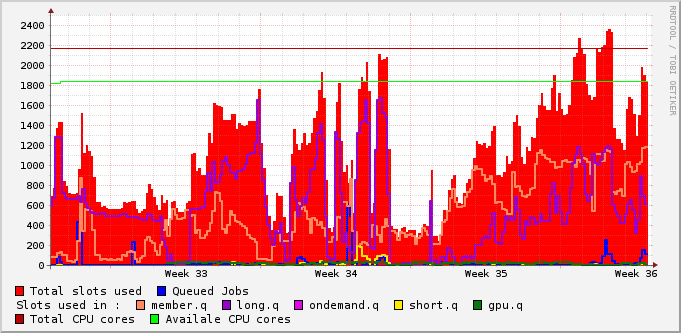 RRDTOOL / TOBI OETIKER
2400
2200
2000
1800
1600
1400
1200
1000
800
600
400
200
0
Week 33 Week 34 Week 35 Week 36
Total slots used Queued Jobs
Slots used in : member.q long.q ondemand.q short.q gpu.q
Total CPU cores Availale CPU cores